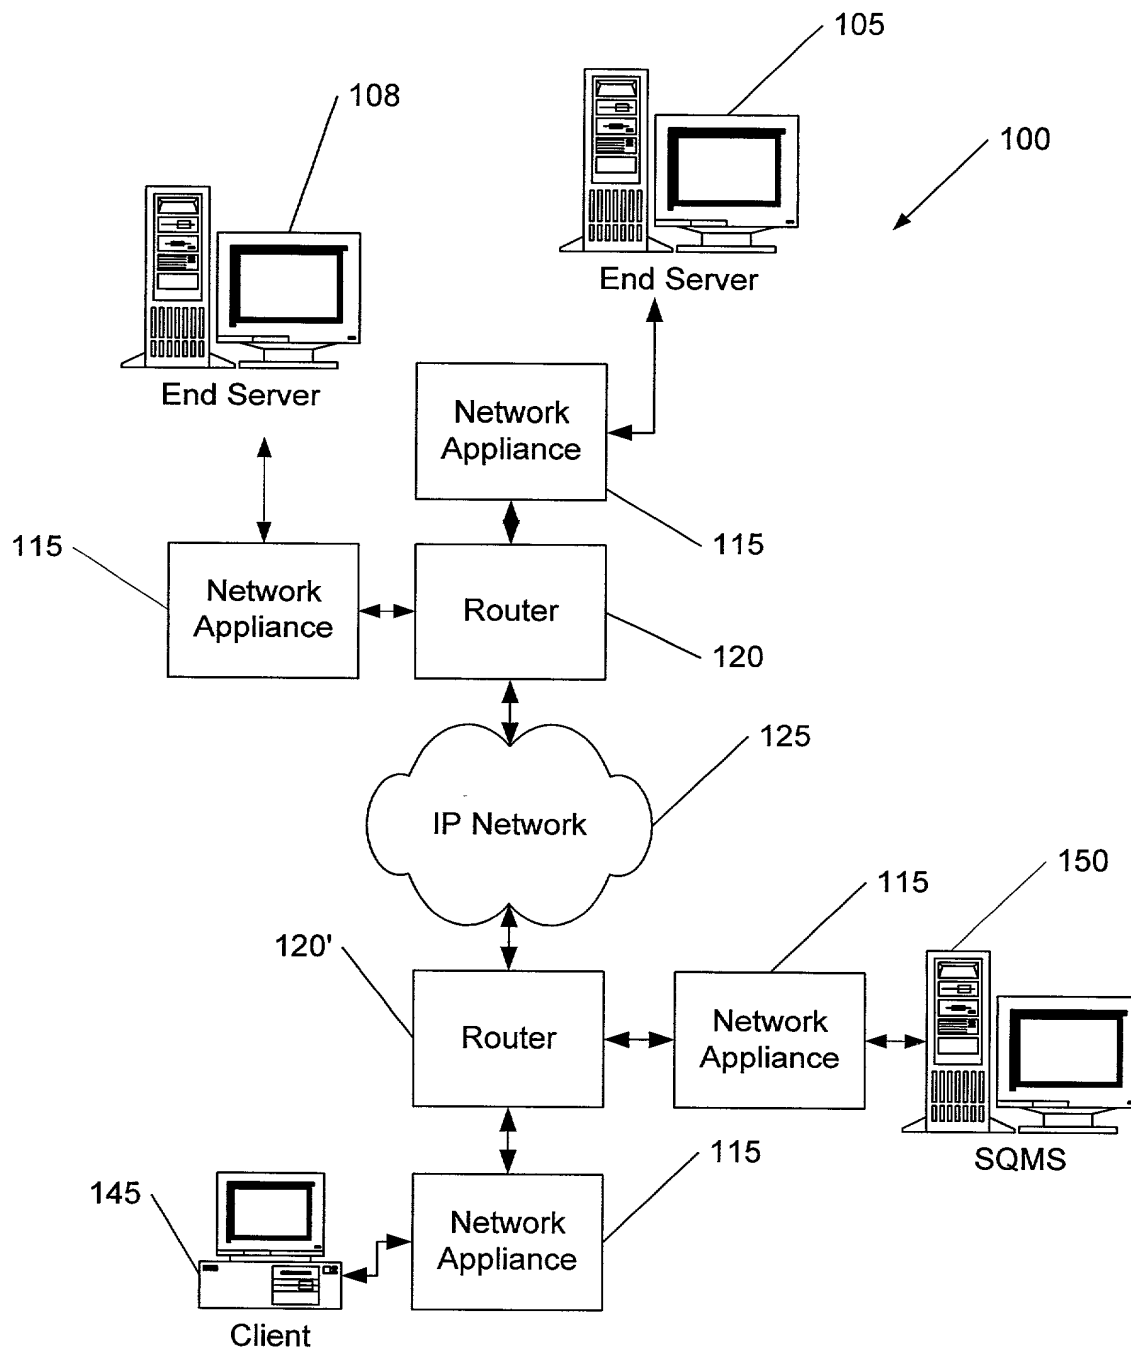 105
108
100
End Server
End Server
Network
Appliance
115
115
Network
Appliance
Router
120
125
IP Network
150
115
120'
Router
Network
Appliance
SQMS
115
145
Network
Appliance
Client